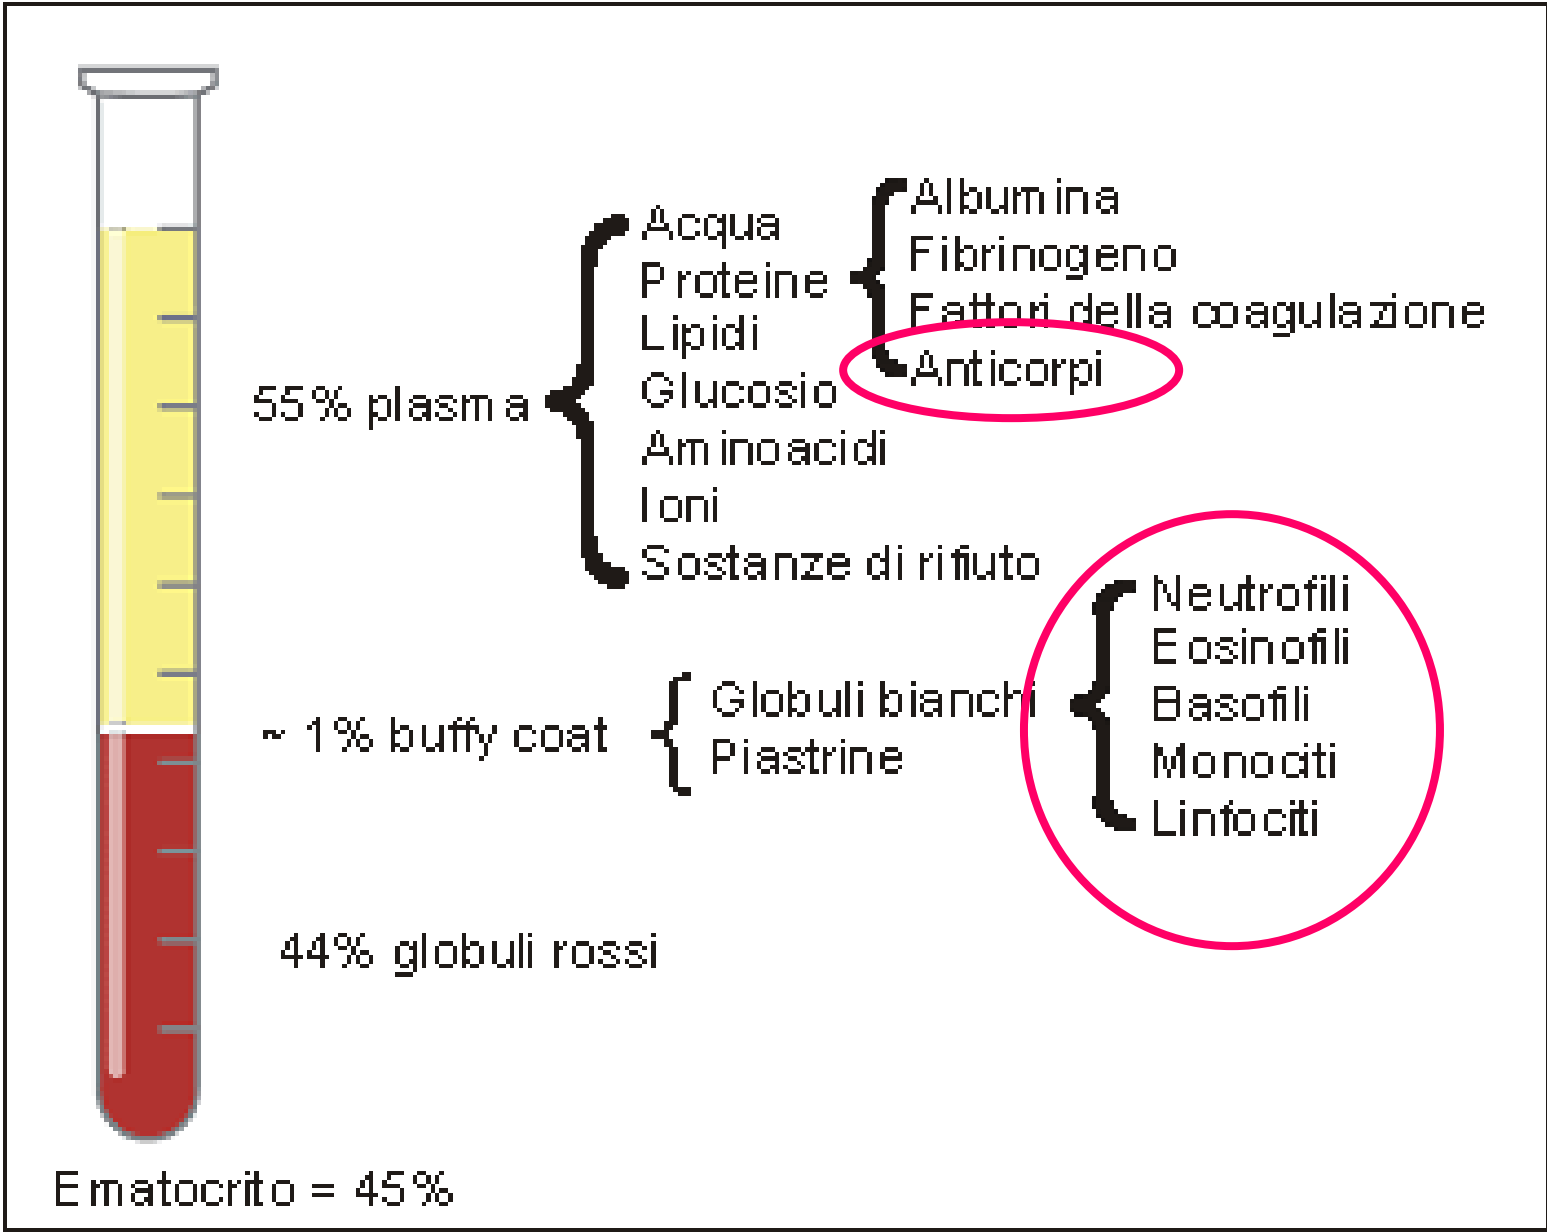 55% plasma
Acqua
Proteine
Lipidi
Glucosio
Aminoacidi
Ioni
Sostanze di rifiuto
Albumina
Fibrinogeno
Fattori della coagulazione
Anticorpi
~ 1% buffy coat
Globuli bianchi
Piastrine
Neutrofili
Eosinofili
Basofili
Monociti
Linfociti
44% globuli rossi
Ematocrito = 45%